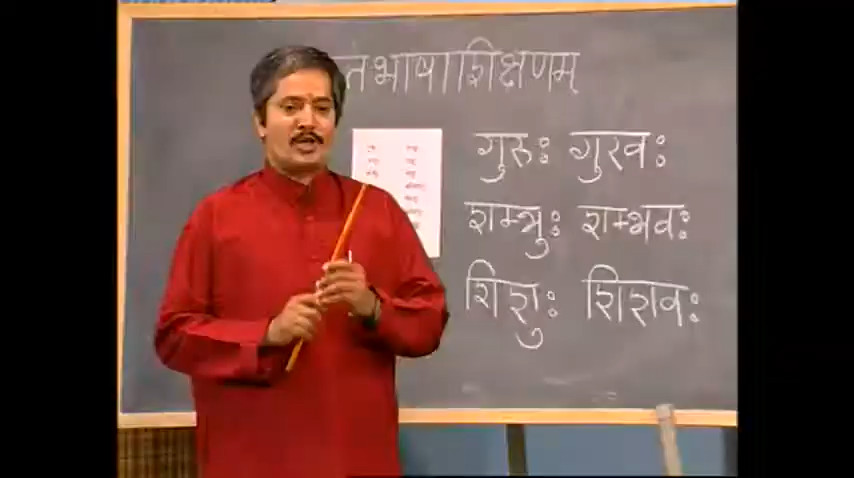 तभाषाशिक्षणम्
गुरुः गुरवः
शम्भुः शम्भवः
शिशुः शिशवः